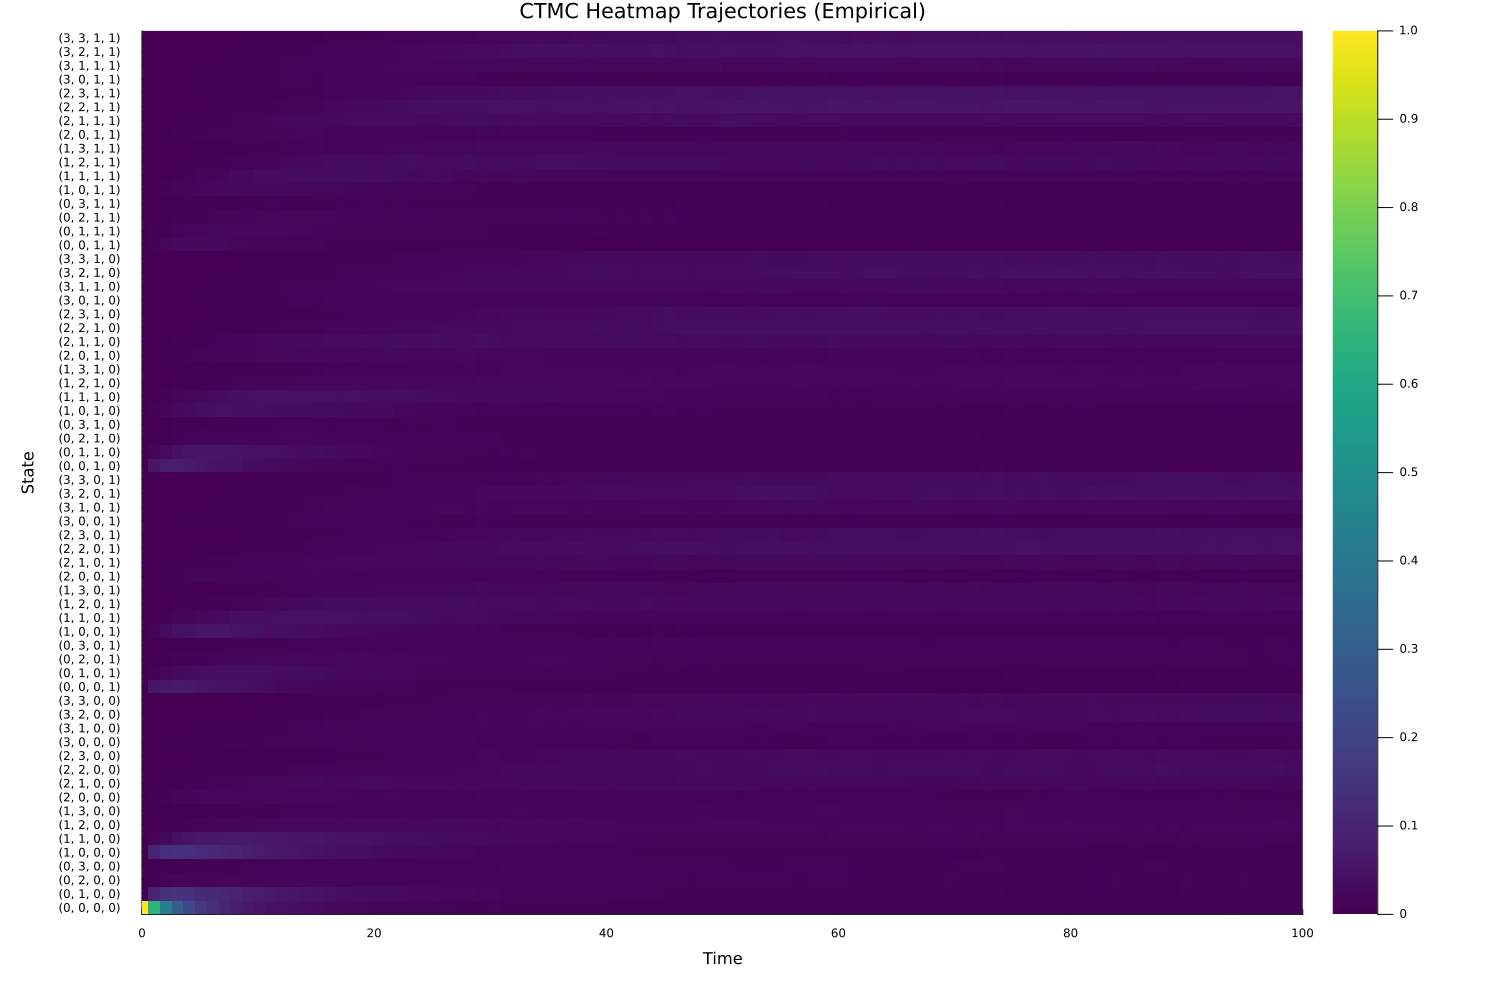 CTMC Heatmap Trajectories (Empirical)
(3, 3, 1, 1)
(3, 2, 1, 1)
(3, 1, 1, 1)
(3, 0, 1, 1)
(2, 3, 1, 1)
(2, 2, 1, 1)
(2, 1, 1, 1)
(2, 0, 1, 1)
(1, 3, 1, 1)
(1, 2, 1, 1)
(1, 1, 1, 1)
(1, 0, 1, 1)
(0, 3, 1, 1)
(0, 2, 1, 1)
(0, 1, 1, 1)
(0, 0, 1, 1)
(3, 3, 1, 0)
(3, 2, 1, 0)
(3, 1, 1, 0)
(3, 0, 1, 0)
(2, 3, 1, 0)
(2, 2, 1, 0)
(2, 1, 1, 0)
(2, 0, 1, 0)
(1, 3, 1, 0)
(1, 2, 1, 0)
(1, 1, 1, 0)
(1, 0, 1, 0)
(0, 3, 1, 0)
(0, 2, 1, 0)
(0, 1, 1, 0)
(0, 0, 1, 0)
(3, 3, 0, 1)
(3, 2, 0, 1)
(3, 1, 0, 1)
(3, 0, 0, 1)
(2, 3, 0, 1)
(2, 2, 0, 1)
(2, 1, 0, 1)
(2, 0, 0, 1)
(1, 3, 0, 1)
(1, 2, 0, 1)
(1, 1, 0, 1)
(1, 0, 0, 1)
(0, 3, 0, 1)
(0, 2, 0, 1)
(0, 1, 0, 1)
(0, 0, 0, 1)
(3, 3, 0, 0)
(3, 2, 0, 0)
(3, 1, 0, 0)
(3, 0, 0, 0)
(2, 3, 0, 0)
(2, 2, 0, 0)
(2, 1, 0, 0)
(2, 0, 0, 0)
(1, 3, 0, 0)
(1, 2, 0, 0)
(1, 1, 0, 0)
(1, 0, 0, 0)
(0, 3, 0, 0)
(0, 2, 0, 0)
(0, 1, 0, 0)
(0, 0, 0, 0)
State
0 20 40 60 80 100
Time
1.0
0.9
0.8
0.7
0.6
0.5
0.4
0.3
0.2
0.1
0